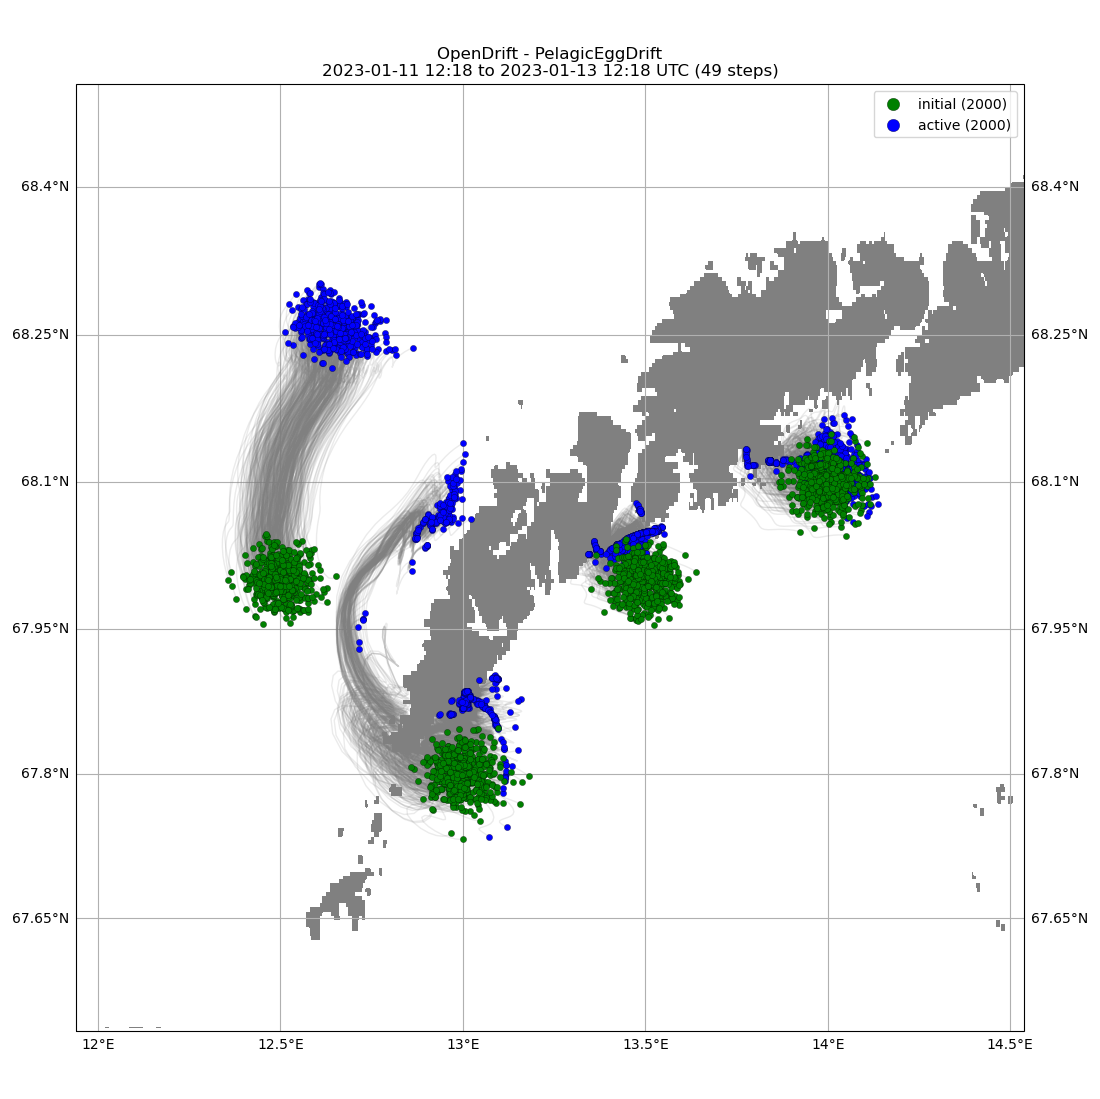 OpenDrift - PelagicEggDrift
2023-01-11 12:18 to 2023-01-13 12:18 UTC (49 steps)
initial (2000)
active (2000)
68.4°N 68.4°N
68.25°N 68.25°N
68.1°N 68.1°N
67.95°N 67.95°N
67.8°N 67.8°N
67.65°N 67.65°N
12°E 12.5°E 13°E 13.5°E 14°E 14.5°E